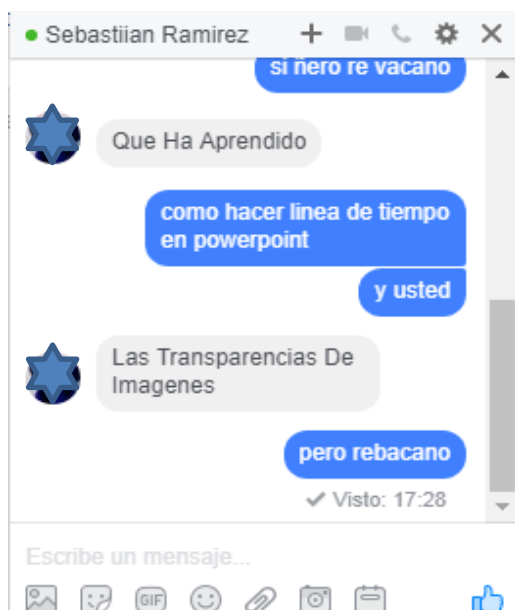 Sebastiian Ramirez
si ñero re vacano
Que Ha Aprendido
como hacer linea de tiempo
en powerpoint
y usted
Las Transparencias De
Imagenes
pero rebacano
Visto: 17:28
Escribe un mensaje...
GIF